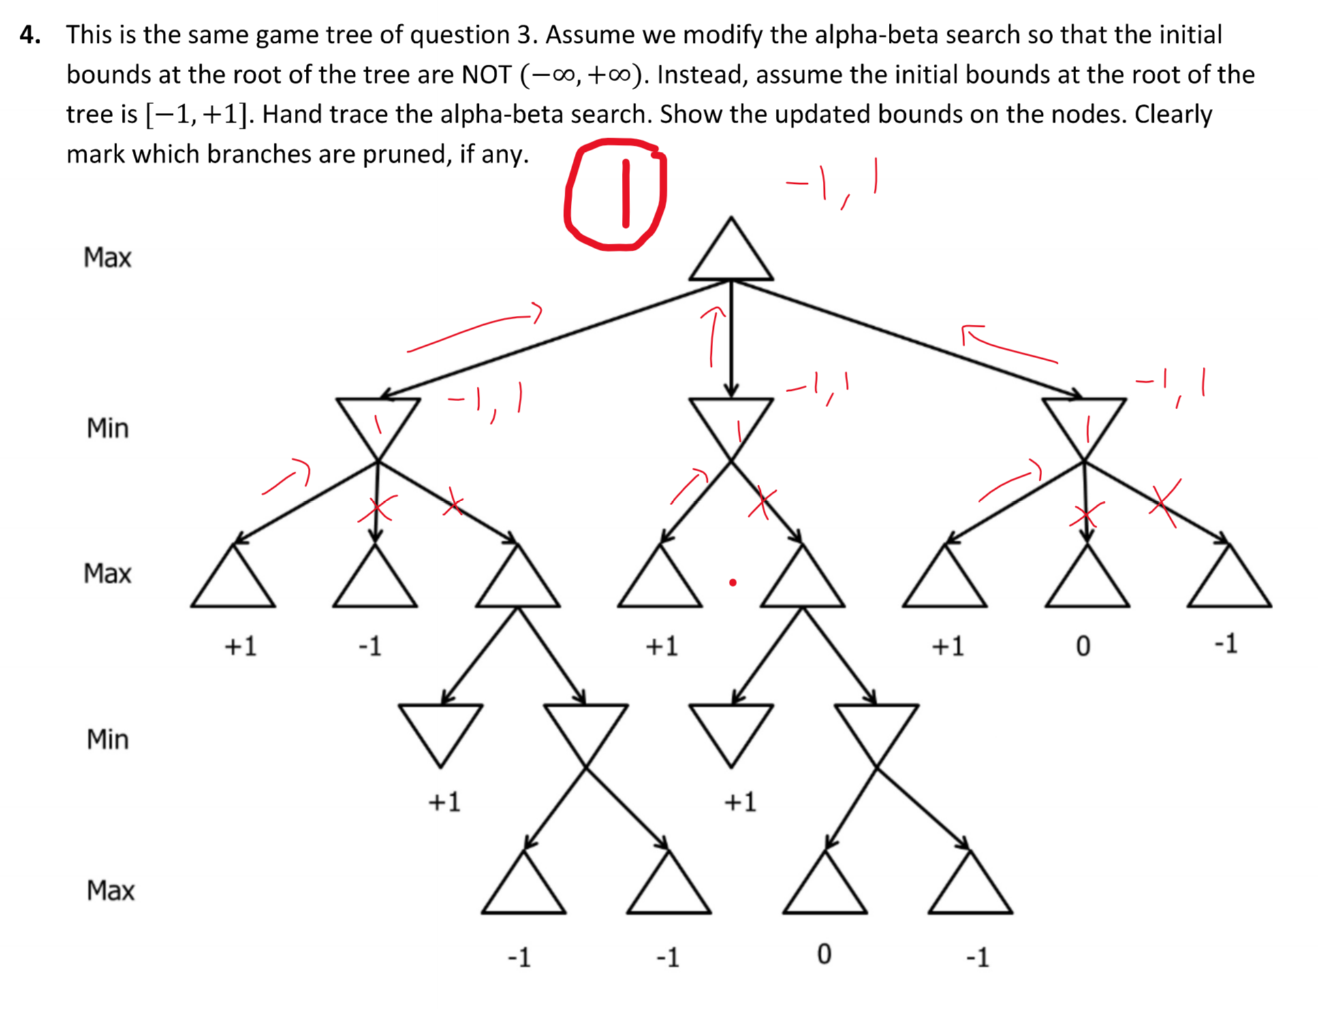 4. This is the same game tree of question 3. Assume we modify the alpha-beta search so that the initial
bounds at the root of the tree are NOT (−∞, +∞). Instead, assume the initial bounds at the root of the
tree is [−1, +1]. Hand trace the alpha-beta search. Show the updated bounds on the nodes. Clearly
mark which branches are pruned, if any.
1
-1, 1
Max
-1, 1
-1, 1
-1, 1
Min
1
1
1
Max
+1
-1
+1
+1
0
-1
Min
+1
+1
Max
-1
-1
0
-1